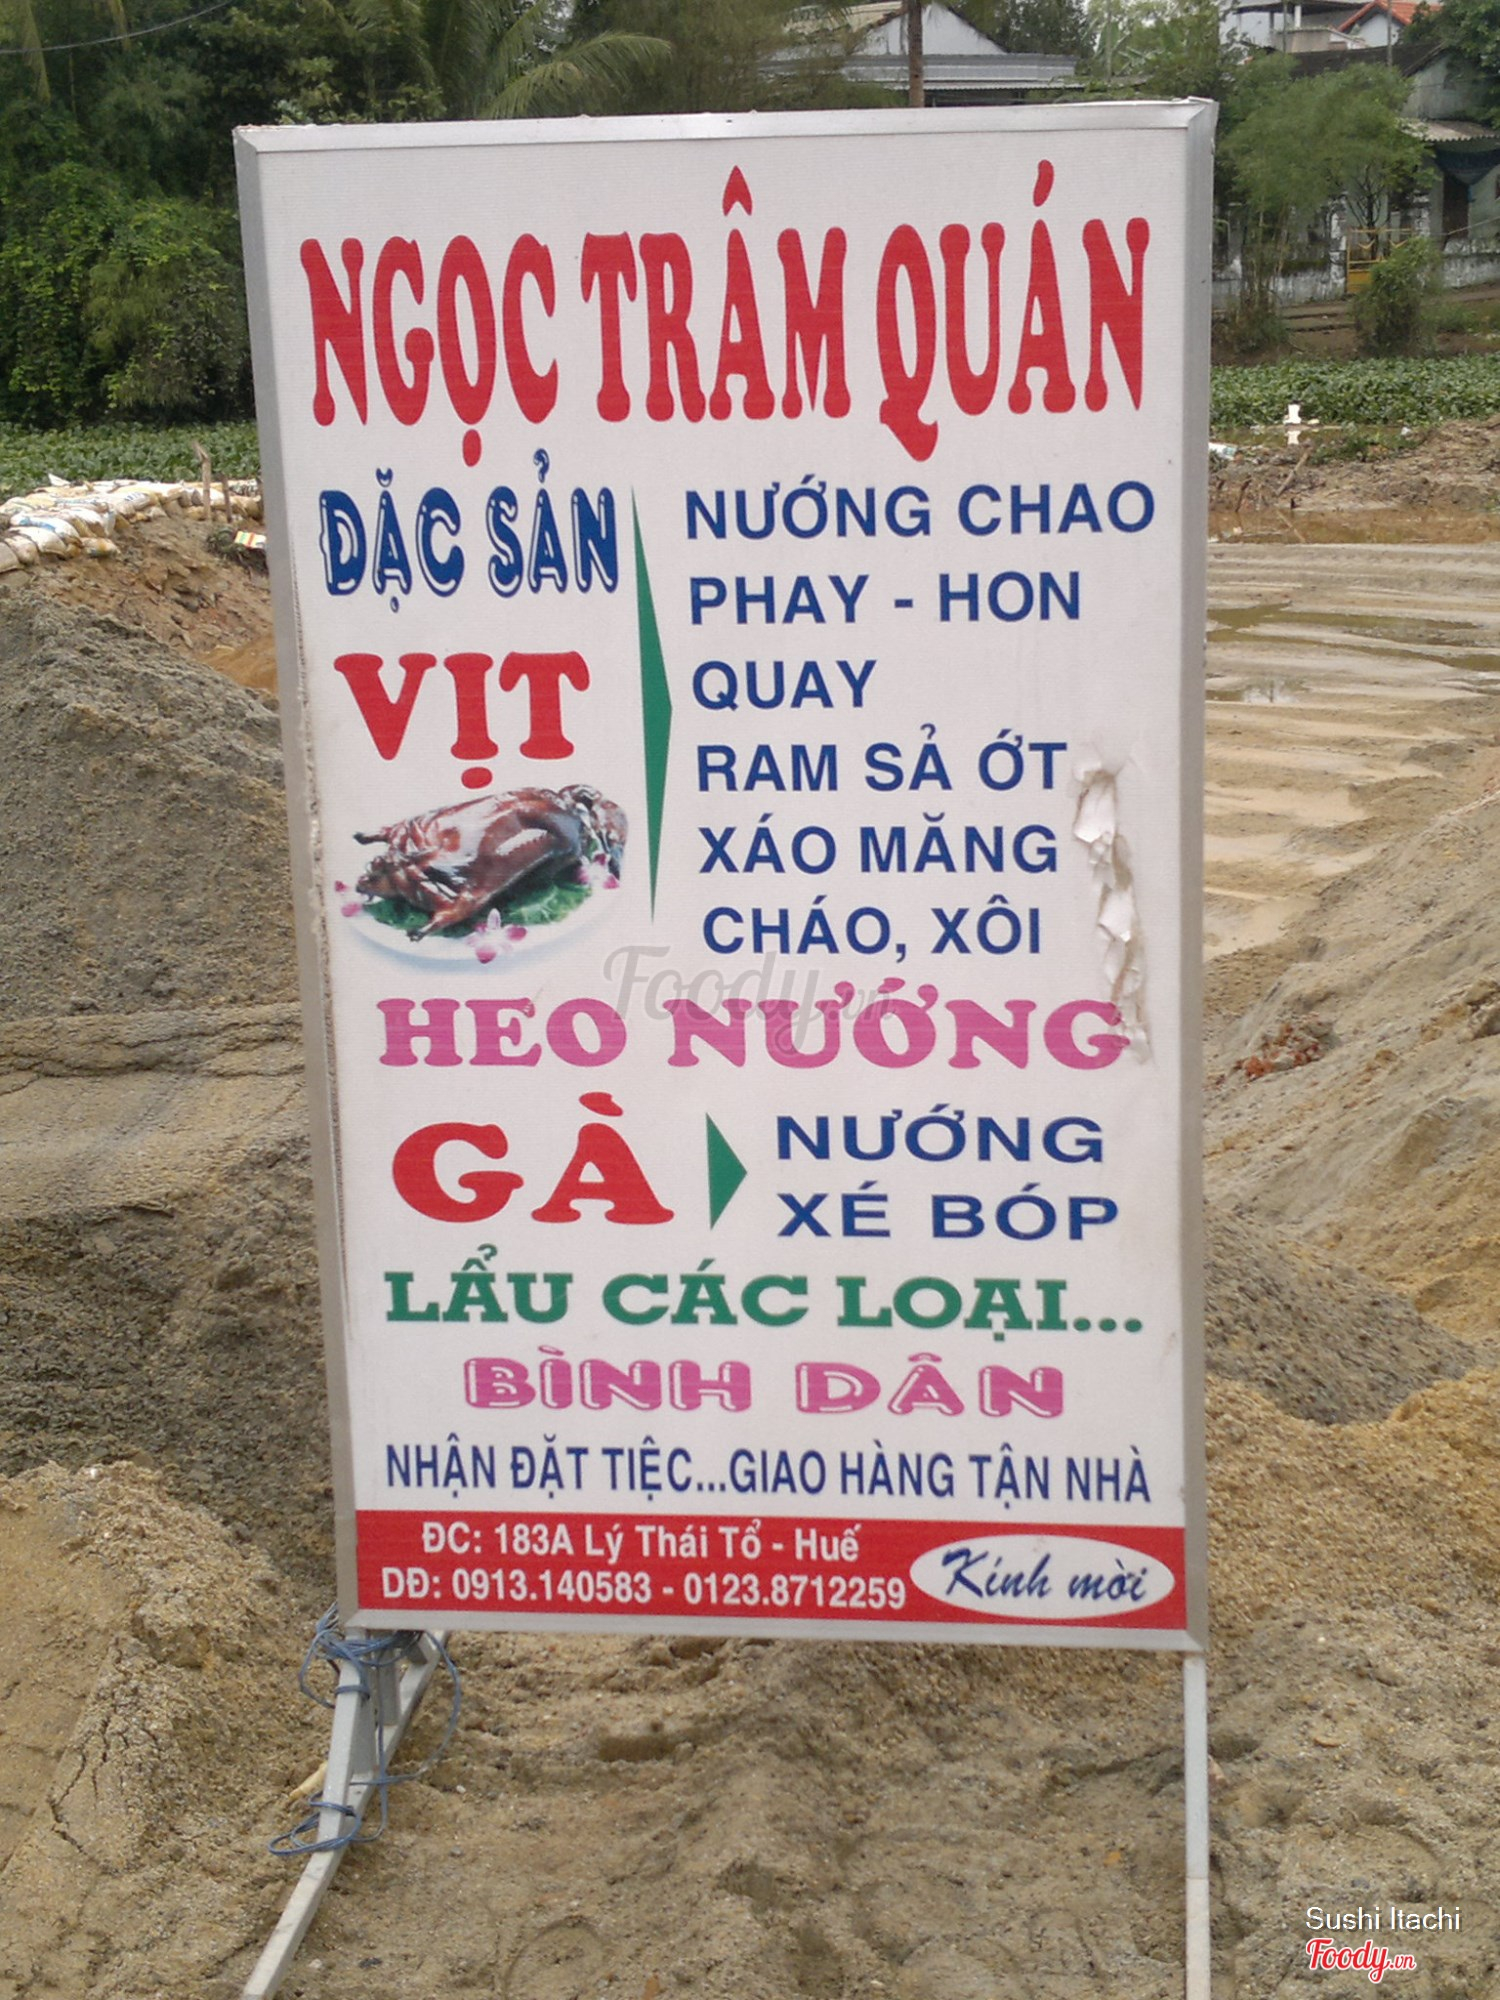 NGỌC TRÂM QUÁN
ĐẶC SẢN
VỊT
NƯỚNG CHAO
PHAY - HON
QUAY
RAM SẢ ỚT
XÁO MĂNG
CHÁO, XÔI
HEO NƯỚNG
GÀ
NƯỚNG
XÉ BÓP
LẨU CÁC LOẠI...
BÌNH DÂN
NHẬN ĐẶT TIỆC...GIAO HÀNG TẬN NHÀ
ĐC: 183A Lý Thái Tổ - Huế
DĐ: 0913.140583 - 0123.8712259
Kính mời
Foody.vn
Sushi Itachi
Foody.vn